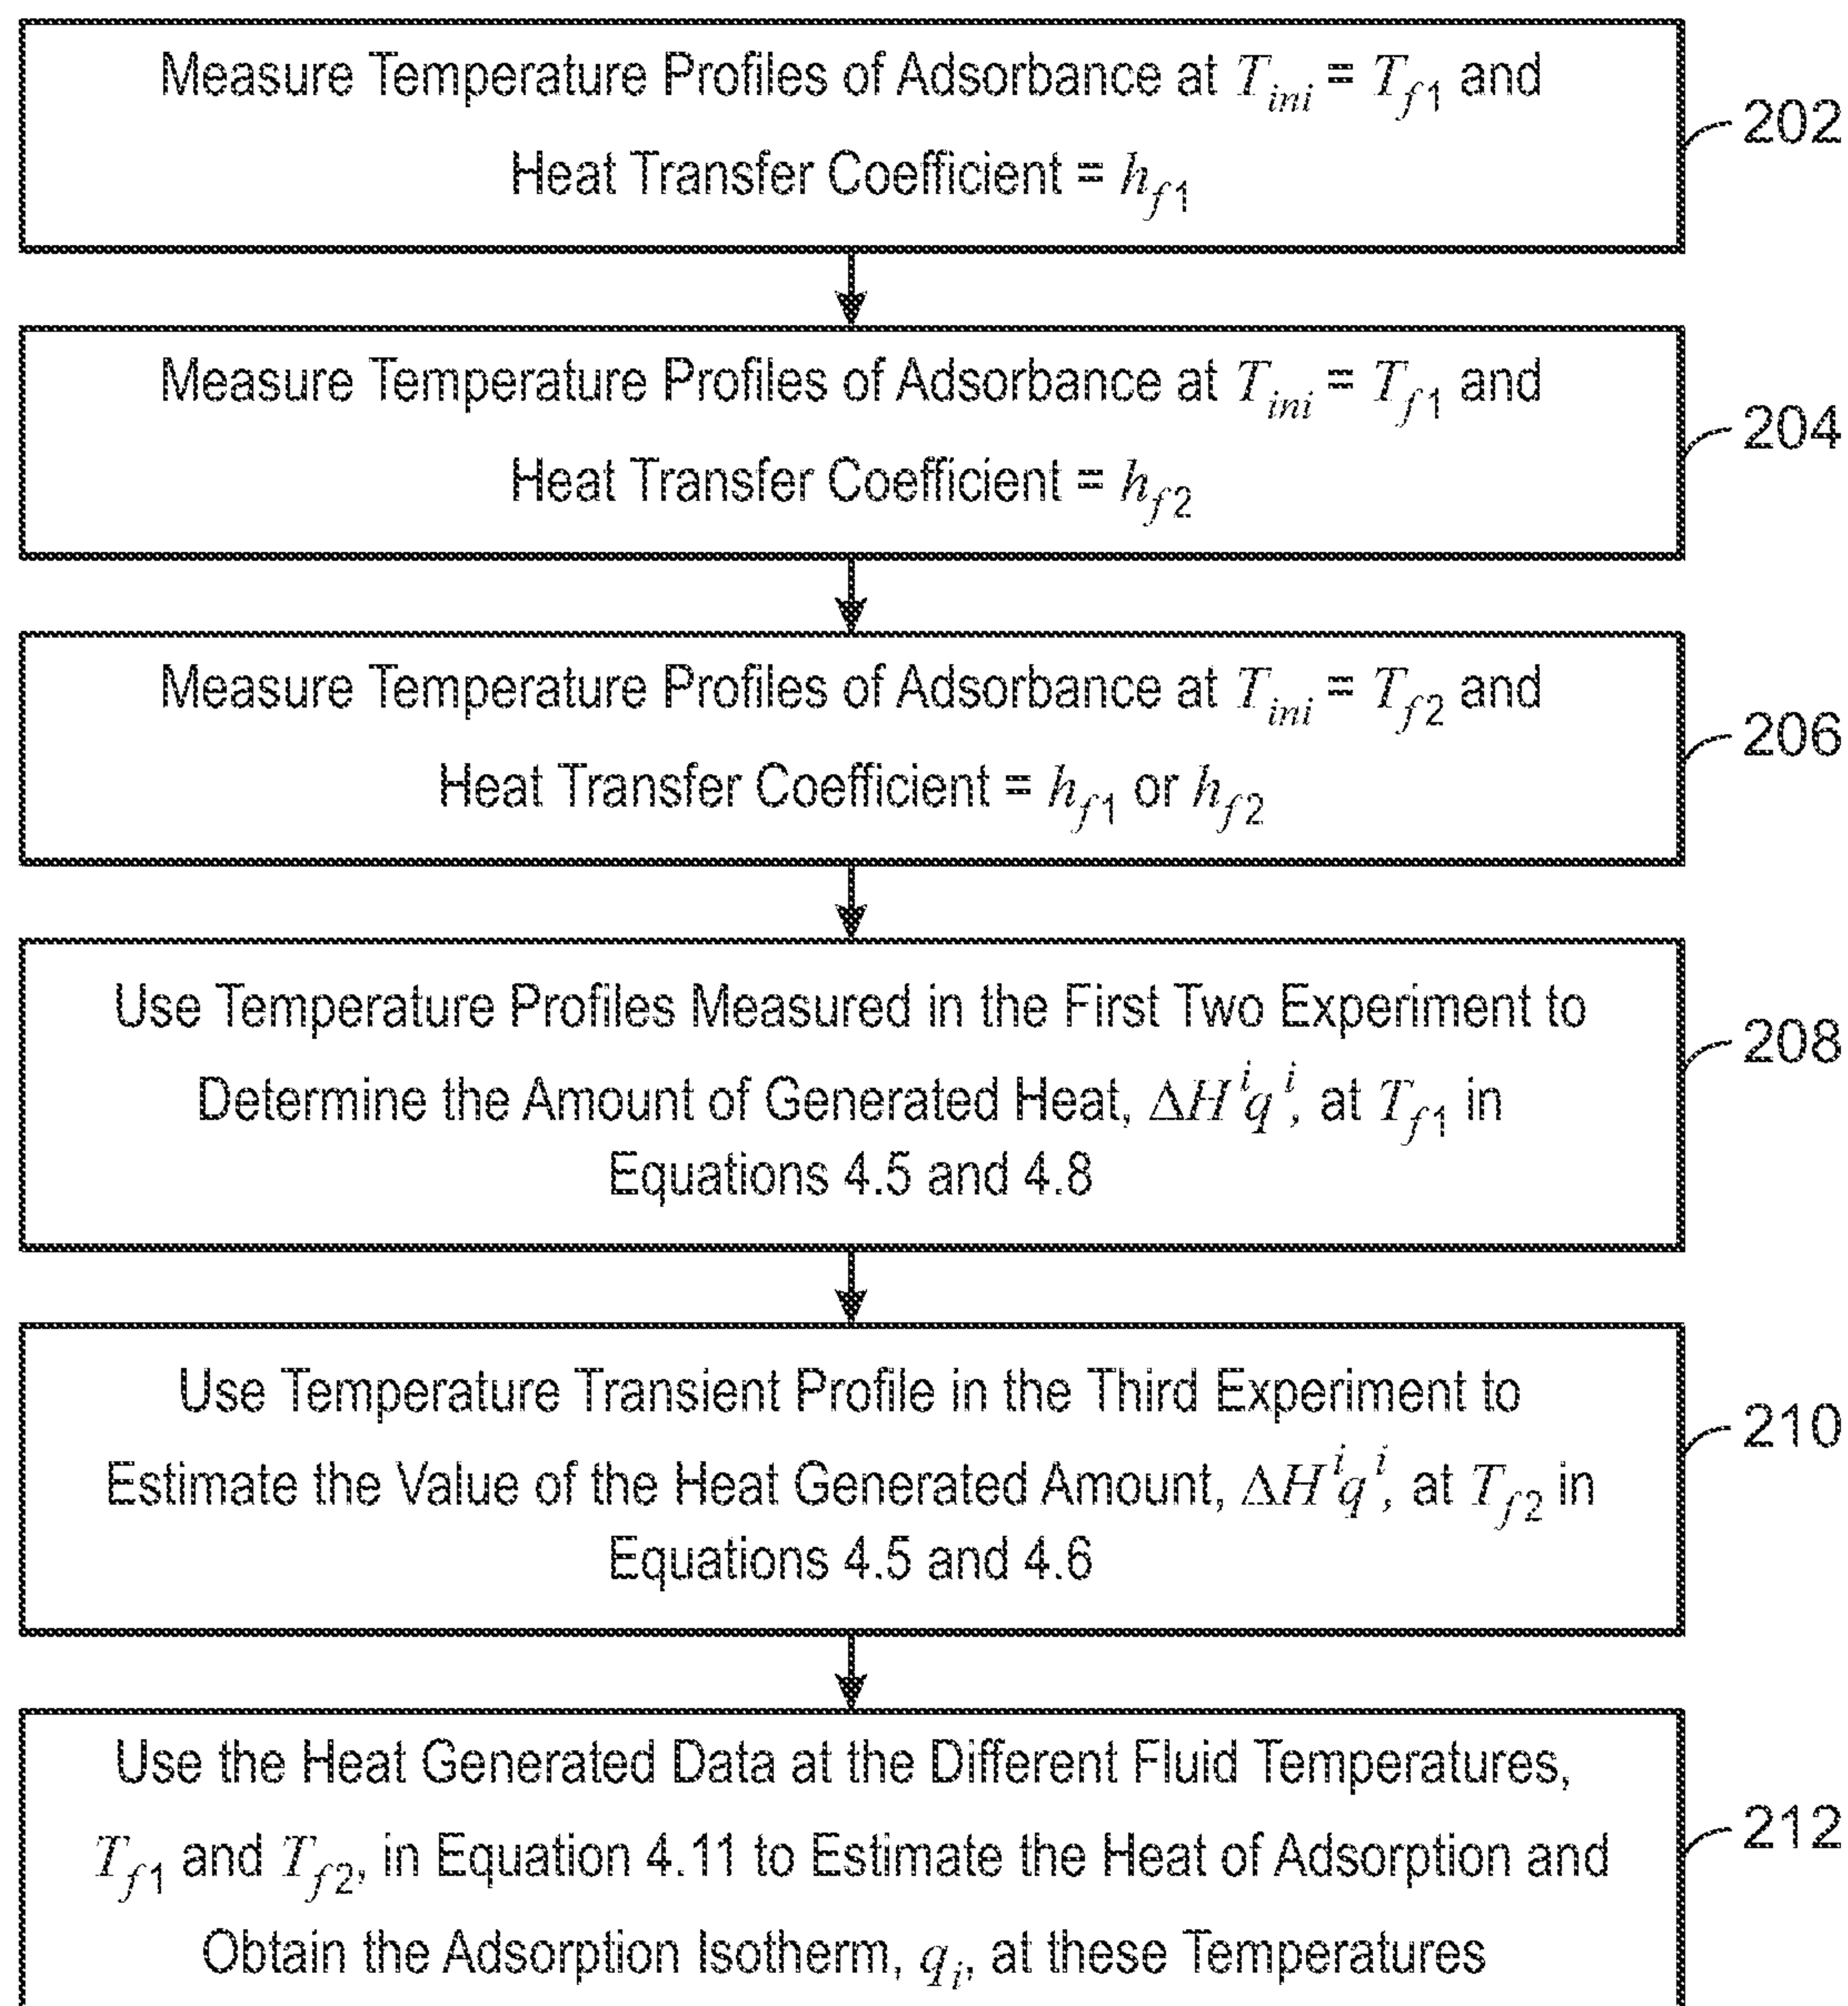 Measure Temperature Profiles of Adsorbance at T_ini = T_f1 and
Heat Transfer Coefficient = h_f1
202
Measure Temperature Profiles of Adsorbance at T_ini = T_f1 and
Heat Transfer Coefficient = h_f2
204
Measure Temperature Profiles of Adsorbance at T_ini = T_f2 and
Heat Transfer Coefficient = h_f1 or h_f2
206
Use Temperature Profiles Measured in the First Two Experiment to
Determine the Amount of Generated Heat, ΔH^i q^i, at T_f1 in
Equations 4.5 and 4.8
208
Use Temperature Transient Profile in the Third Experiment to
Estimate the Value of the Heat Generated Amount, ΔH^i q^i, at T_f2 in
Equations 4.5 and 4.6
210
Use the Heat Generated Data at the Different Fluid Temperatures,
T_f1 and T_f2, in Equation 4.11 to Estimate the Heat of Adsorption and
Obtain the Adsorption Isotherm, q_i, at these Temperatures
212